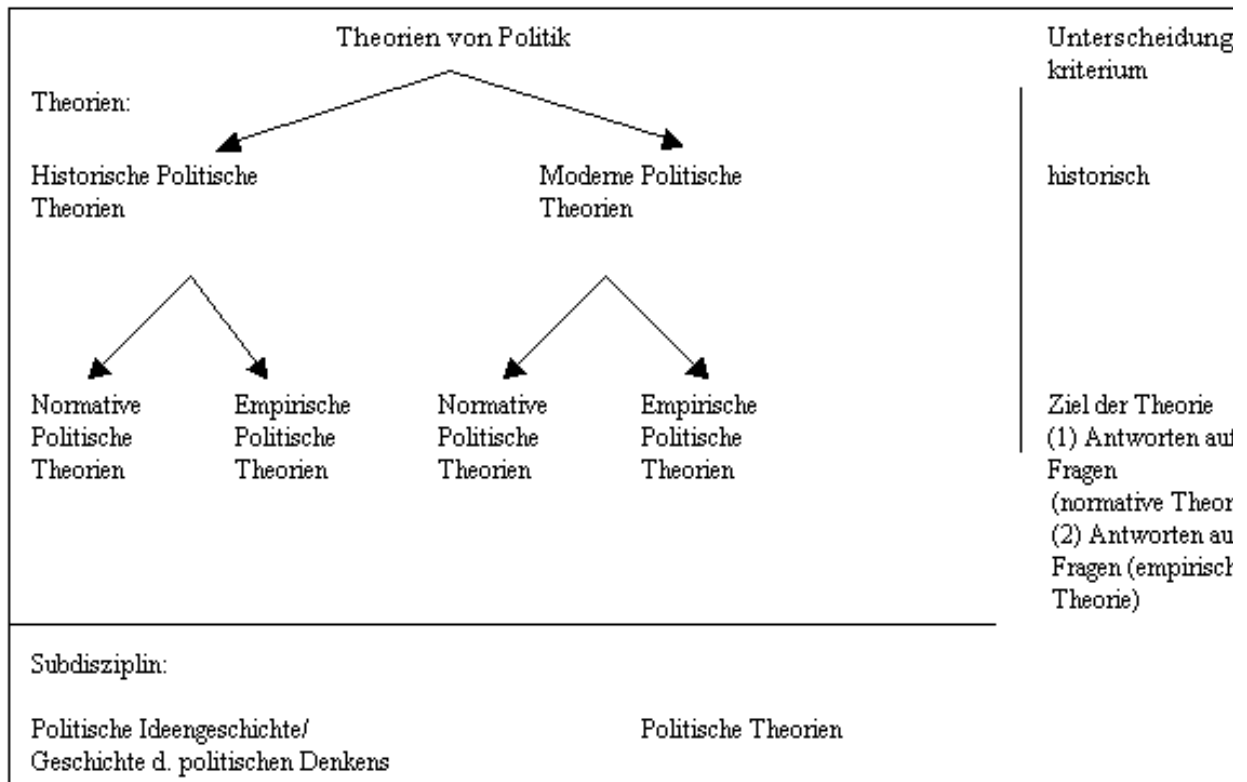 Theorien von Politik
Unterscheidung
kriterium
Theorien:
Historische Politische
Theorien
Moderne Politische
Theorien
historisch
Normative
Politische
Theorien
Empirische
Politische
Theorien
Normative
Politische
Theorien
Empirische
Politische
Theorien
Ziel der Theorie
(1) Antworten auf
Fragen
(normative Theor
(2) Antworten au
Fragen (empirisch
Theorie)
Subdisziplin:
Politische Ideengeschichte/
Geschichte d. politischen Denkens
Politische Theorien